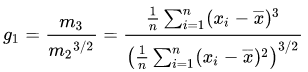 $g_1 = \frac{m_3}{{m_2}^{3/2}} = \frac{\frac{1}{n} \sum_{i=1}^{n} (x_i - \overline{x})^3}{\left(\frac{1}{n} \sum_{i=1}^{n} (x_i - \overline{x})^2\right)^{3/2}}$